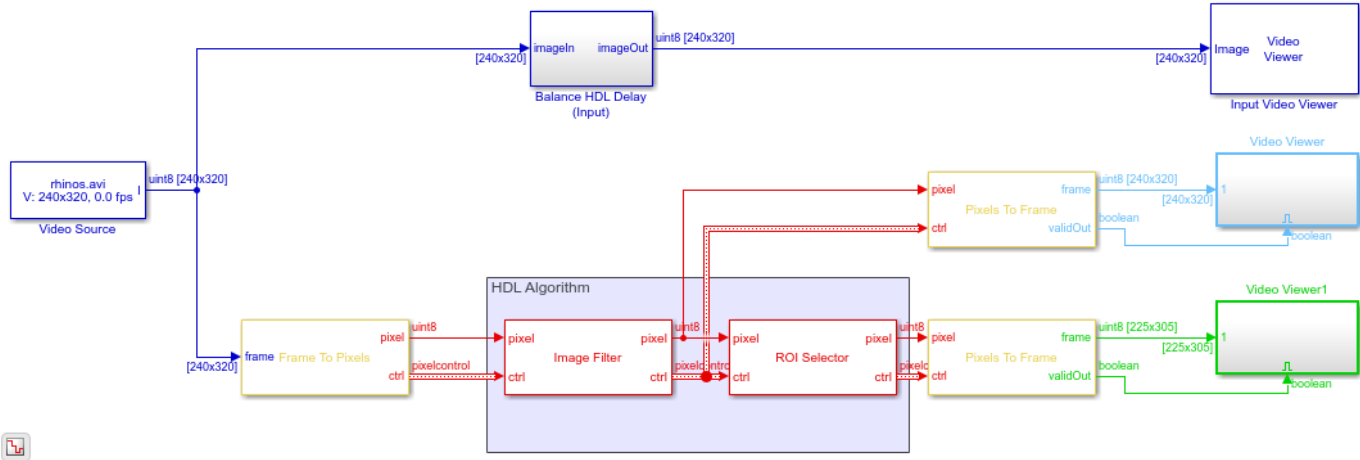 imageIn
imageOut
uint8 [240x320]
[240x320]
Balance HDL Delay
(Input)
[240x320]
Image
Video
Viewer
Input Video Viewer
Video Viewer
rhinos.avi
V: 240x320, 0.0 fps
I
uint8 [240x320]
Video Source
pixel
ctrl
Pixels To Frame
frame
validOut
uint8 [240x320]
[240x320]
boolean
1
boolean
HDL Algorithm
Video Viewer1
[240x320]
frame
Frame To Pixels
pixel
ctrl
uint8
pixelcontrol
pixel
ctrl
Image Filter
pixel
ctrl
uint8
pixelcontro
pixel
ctrl
ROI Selector
pixel
ctrl
uint8
pixelc
pixel
ctrl
Pixels To Frame
frame
validOut
uint8 [225x305]
[225x305]
boolean
1
boolean